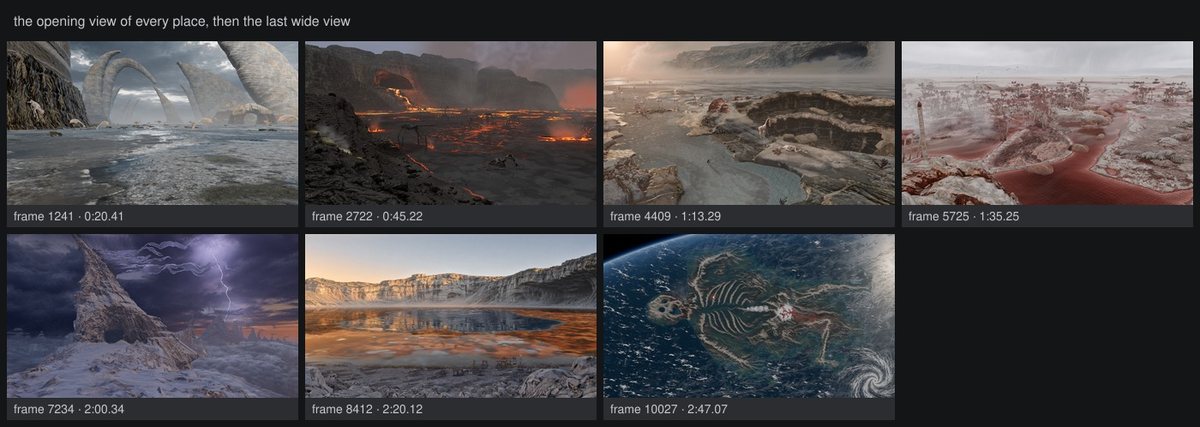 the opening view of every place, then the last wide view
frame 1241 · 0:20.41
frame 2722 · 0:45.22
frame 4409 · 1:13.29
frame 5725 · 1:35.25
frame 7234 · 2:00.34
frame 8412 · 2:20.12
frame 10027 · 2:47.07